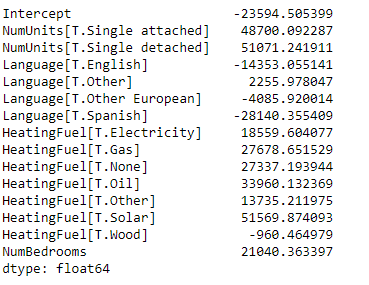 Intercept -23594.505399
NumUnits[T.Single attached] 48700.092287
NumUnits[T.Single detached] 51071.241911
Language[T.English] -14353.055141
Language[T.Other] 2255.978047
Language[T.Other European] -4085.920014
Language[T.Spanish] -28140.355409
HeatingFuel[T.Electricity] 18559.604077
HeatingFuel[T.Gas] 27678.651529
HeatingFuel[T.None] 27337.193944
HeatingFuel[T.Oil] 33960.132369
HeatingFuel[T.Other] 13735.211975
HeatingFuel[T.Solar] 51569.874093
HeatingFuel[T.Wood] -960.464979
NumBedrooms 21040.363397
dtype: float64